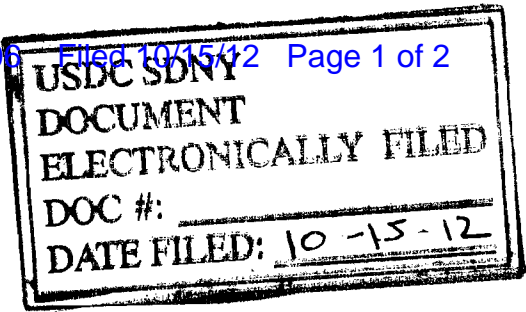 6 Filed 10/15/12 Page 1 of 2
USDC SDNY
DOCUMENT
ELECTRONICALLY FILED
DOC #:
DATE FILED: 10-15-12